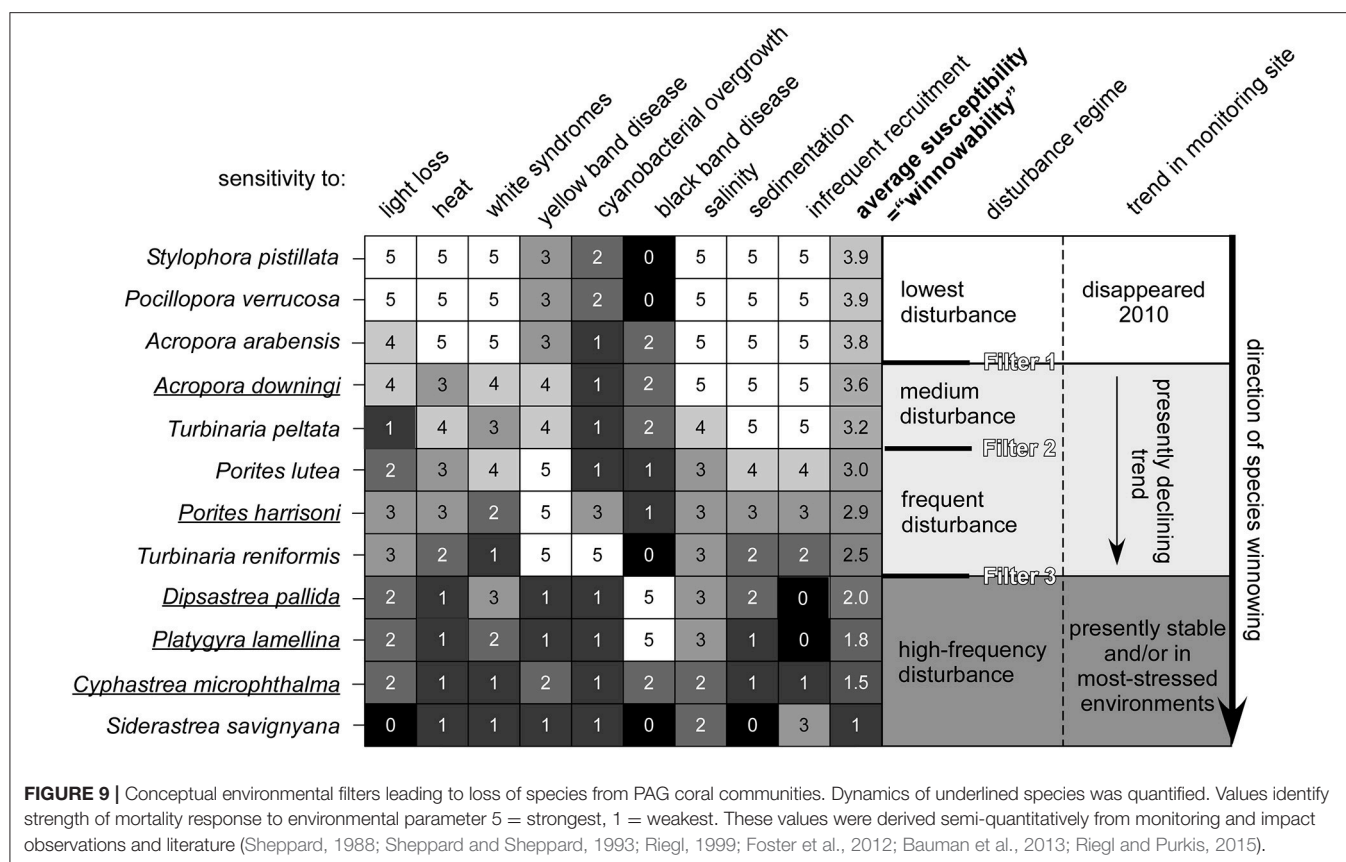 sensitivity to:
light loss
heat
white syndromes
yellow band disease
cyanobacterial overgrowth
black band disease
salinity
sedimentation
infrequent recruitment
average susceptibility
="winnowability"
disturbance regime
trend in monitoring site
Stylophora pistillata 5 5 5 3 2 0 5 5 5 3.9
Pocillopora verrucosa 5 5 5 3 2 0 5 5 5 3.9
Acropora arabensis 4 5 5 3 1 2 5 5 5 3.8
Acropora downingi 4 3 4 4 1 2 5 5 5 3.6
Turbinaria peltata 1 4 3 4 1 2 4 5 5 3.2
Porites lutea 2 3 4 5 1 1 3 4 4 3.0
Porites harrisoni 3 3 2 5 3 1 3 3 3 2.9
Turbinaria reniformis 3 2 1 5 5 0 3 2 2 2.5
Dipsastrea pallida 2 1 3 1 1 5 3 2 0 2.0
Platygyra lamellina 2 1 2 1 1 5 3 1 0 1.8
Cyphastrea microphthalma 2 1 1 2 1 2 2 1 1 1.5
Siderastrea savignyana 0 1 1 1 1 0 2 0 3 1
lowest
disturbance
Filter 1
medium
disturbance
Filter 2
frequent
disturbance
Filter 3
high-frequency
disturbance
disappeared
2010
presently declining
trend
presently stable
and/or in
most-stressed
environments
direction of species winnowing
FIGURE 9 | Conceptual environmental filters leading to loss of species from PAG coral communities. Dynamics of underlined species was quantified. Values identify
strength of mortality response to environmental parameter 5 = strongest, 1 = weakest. These values were derived semi-quantitatively from monitoring and impact
observations and literature (Sheppard, 1988; Sheppard and Sheppard, 1993; Riegl, 1999; Foster et al., 2012; Bauman et al., 2013; Riegl and Purkis, 2015).